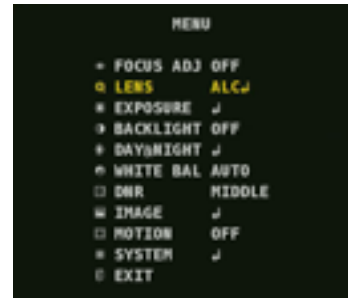 MENU
FOCUS ADJ OFF
LENS ALC↲
EXPOSURE ↲
BACKLIGHT OFF
DAY&NIGHT ↲
WHITE BAL AUTO
DNR MIDDLE
IMAGE ↲
MOTION OFF
SYSTEM ↲
EXIT